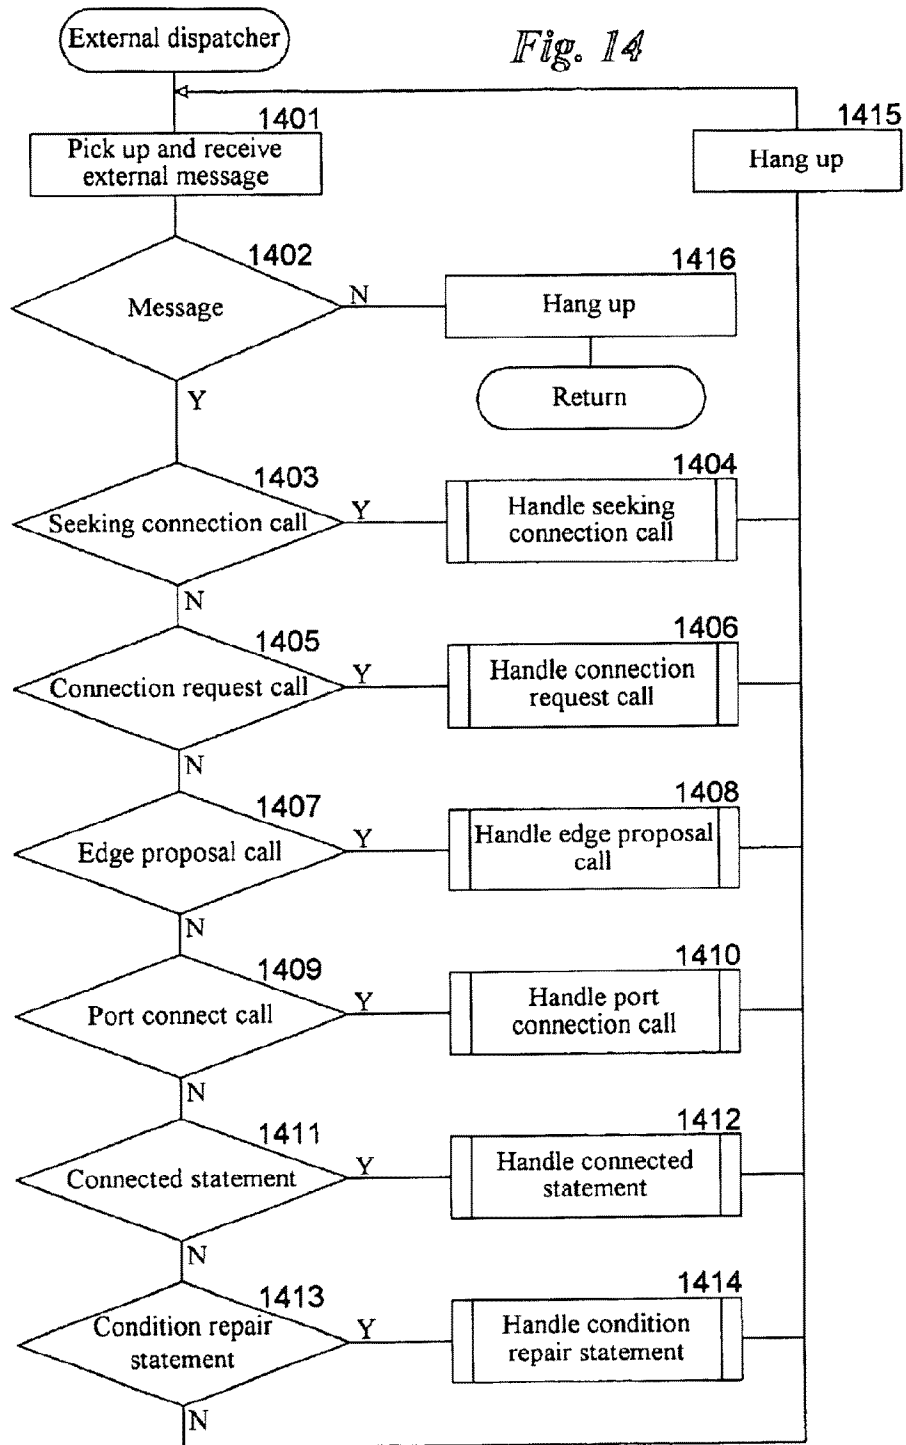 External dispatcher
Fig. 14
1401
Pick up and receive
external message
1415
Hang up
1402
Message
N
1416
Hang up
Return
Y
1403
Seeking connection call
Y
1404
Handle seeking
connection call
N
1405
Connection request call
Y
1406
Handle connection
request call
N
1407
Edge proposal call
Y
1408
Handle edge proposal
call
N
1409
Port connect call
Y
1410
Handle port
connection call
N
1411
Connected statement
Y
1412
Handle connected
statement
N
1413
Condition repair
statement
Y
1414
Handle condition
repair statement
N